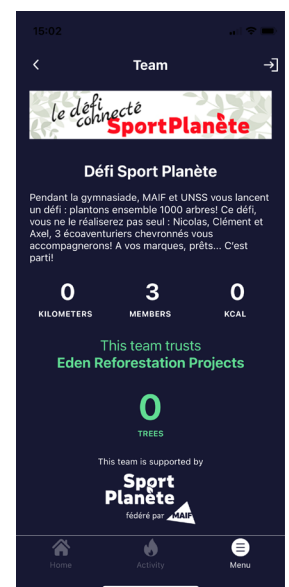 15:02
Team
le défi
connecté
SportPlanète
Défi Sport Planète
Pendant la gymnasiade, MAIF et UNSS vous lancent
un défi : plantons ensemble 1000 arbres! Ce défi,
vous ne le réaliserez pas seul : Nicolas, Clément et
Axel, 3 écoaventuriers chevronnés vous
accompagnerons! A vos marques, prêts... C'est
parti!
0 3 0
KILOMETERS MEMBERS KCAL
This team trusts
Eden Reforestation Projects
0
TREES
This team is supported by
Sport
Planète
fédéré par MAIF
Home Activity Menu